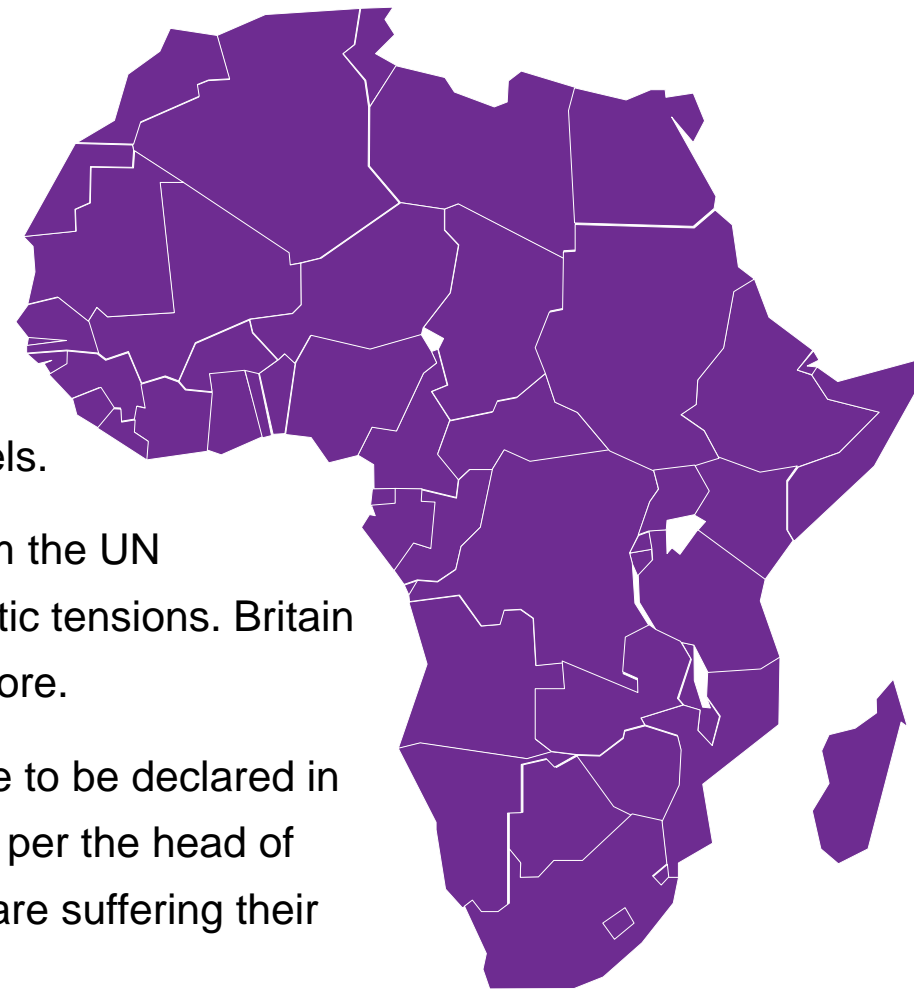 els.
n the UN
tic tensions. Britain
ore.
e to be declared in
per the head of
are suffering their